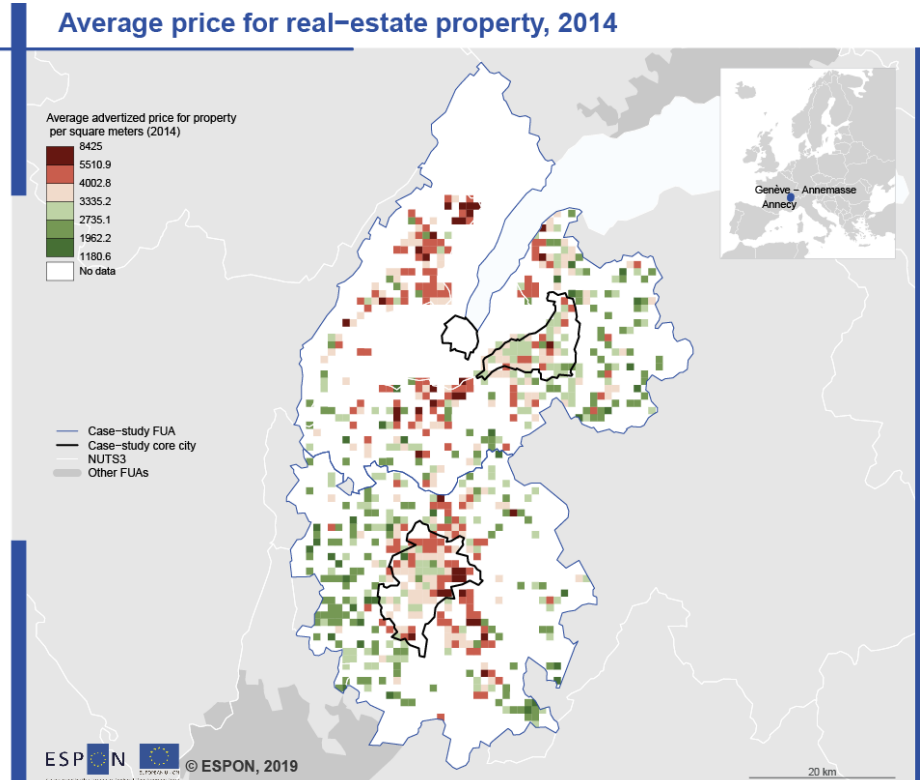 Average price for real−estate property, 2014
Average advertized price for property
per square meters (2014)
8425
5510.9
4002.8
3335.2
2735.1
1962.2
1180.6
No data
Genève − Annemasse
Annecy
Case−study FUA
Case−study core city
NUTS3
Other FUAs
ESPON
© ESPON, 2019
20 km